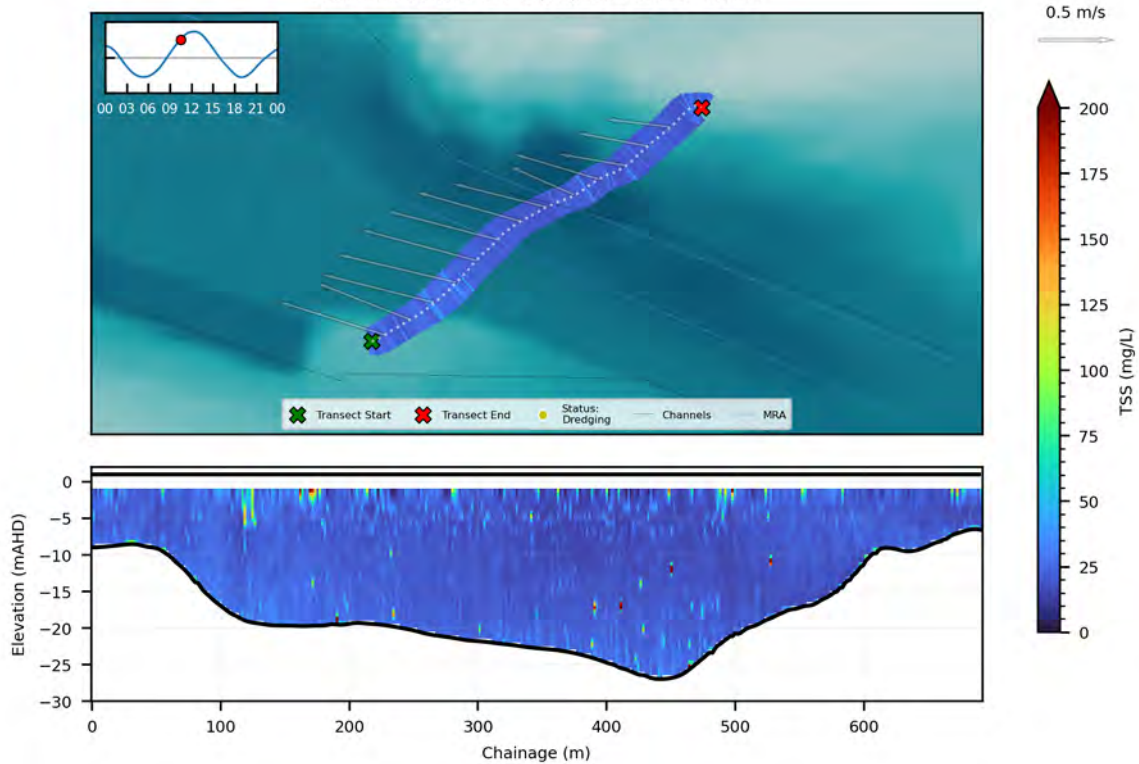 0.5 m/s
00 03 06 09 12 15 18 21 00
Transect Start
Transect End
Status:
Dredging
Channels
MRA
200
175
150
125
100
75
50
25
0
TSS (mg/L)
0
−5
−10
−15
−20
−25
−30
Elevation (mAHD)
0 100 200 300 400 500 600
Chainage (m)